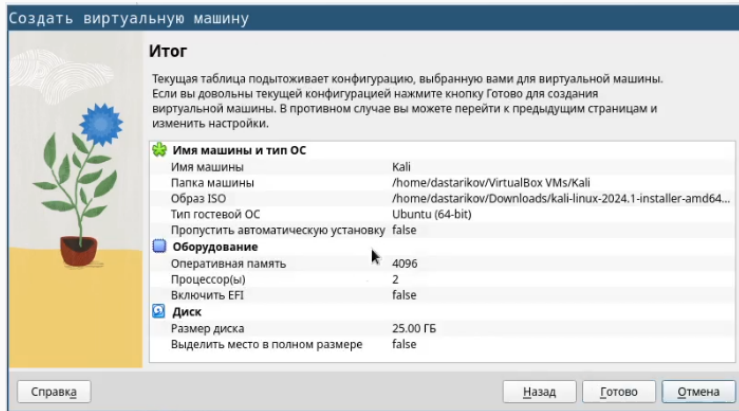 Создать виртуальную машину
Итог
Текущая таблица подытоживает конфигурацию, выбранную вами для виртуальной машины.
Если вы довольны текущей конфигурацией нажмите кнопку Готово для создания
виртуальной машины. В противном случае вы можете перейти к предыдущим страницам и
изменить настройки.
Имя машины и тип ОС
Имя машины Kali
Папка машины /home/dastarikov/VirtualBox VMs/Kali
Образ ISO /home/dastarikov/Downloads/kali-linux-2024.1-installer-amd64...
Тип гостевой ОС Ubuntu (64-bit)
Пропустить автоматическую установку false
Оборудование
Оперативная память 4096
Процессор(ы) 2
Включить EFI false
Диск
Размер диска 25.00 ГБ
Выделить место в полном размере false
Справка Назад Готово Отмена